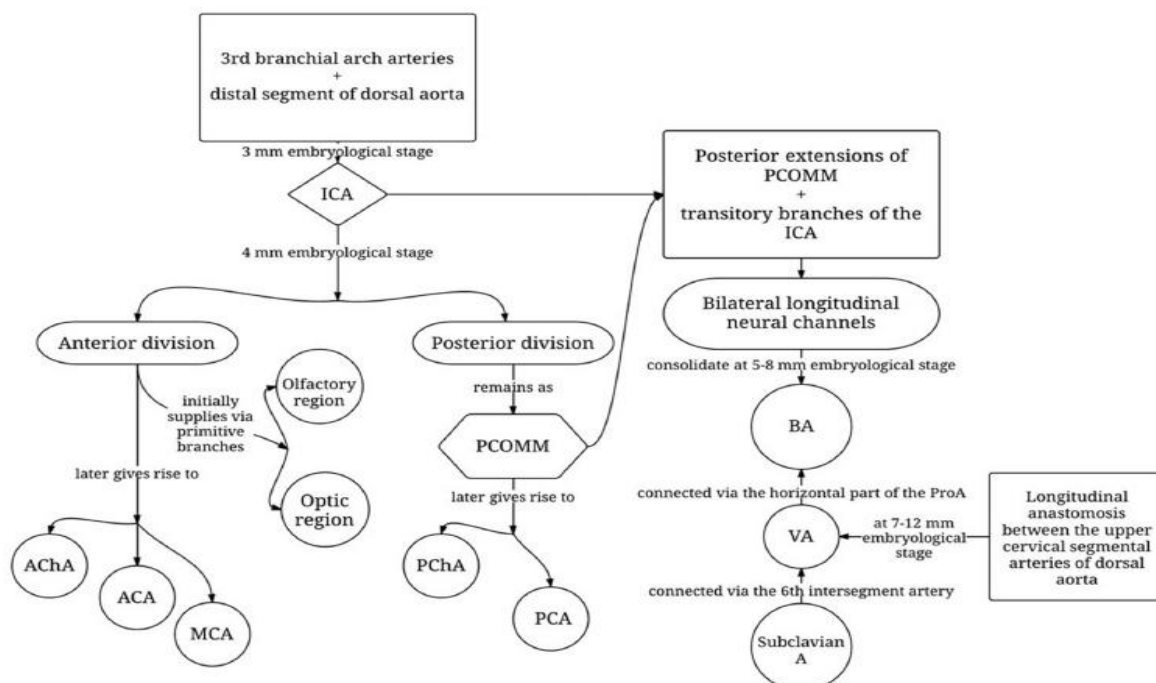 3rd branchial arch arteries
+
distal segment of dorsal aorta
3 mm embryological stage
ICA
4 mm embryological stage
Anterior division
Posterior division
initially
supplies via
primitive
branches
Olfactory
region
Optic
region
later gives rise to
AChA
ACA
MCA
remains as
PCOMM
later gives rise to
PChA
PCA
Posterior extensions of
PCOMM
+
transitory branches of the
ICA
Bilateral longitudinal
neural channels
consolidate at 5-8 mm embryological stage
BA
connected via the horizontal part of the ProA
VA
at 7-12 mm
embryological
stage
Longitudinal
anastomosis
between the upper
cervical segmental
arteries of dorsal
aorta
connected via the 6th intersegment artery
Subclavian
A